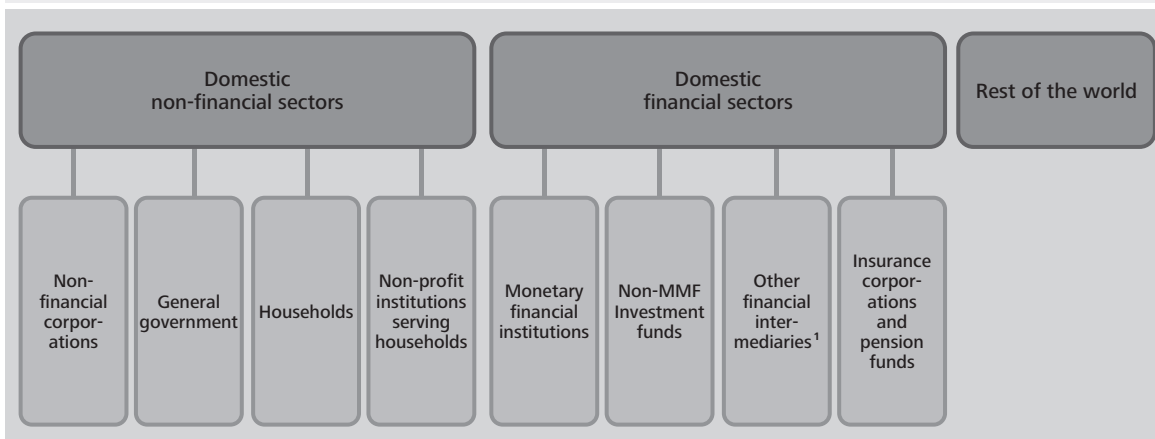 Domestic
non-financial sectors
Domestic
financial sectors
Rest of the world
Non-
financial
corpor-
ations
General
government
Households
Non-profit
institutions
serving
households
Monetary
financial
institutions
Non-MMF
Investment
funds
Other
financial
inter-
mediaries¹
Insurance
corpor-
ations
and
pension
funds